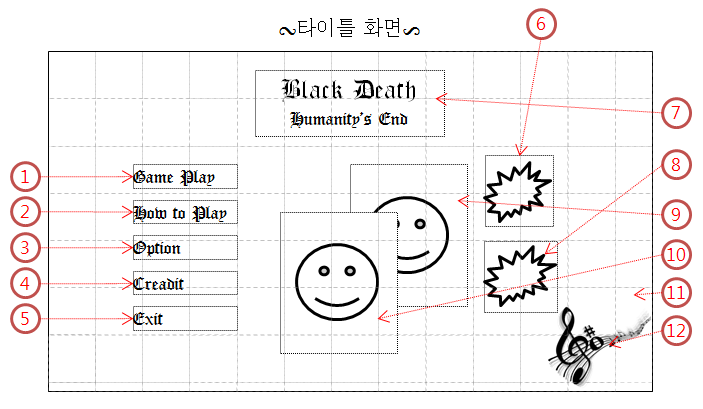 ~타이틀 화면~
6
Black Death
Humanity's End
7
8
1
Game Play
2
How to Play
9
3
Option
10
4
Creadit
11
5
Exit
12